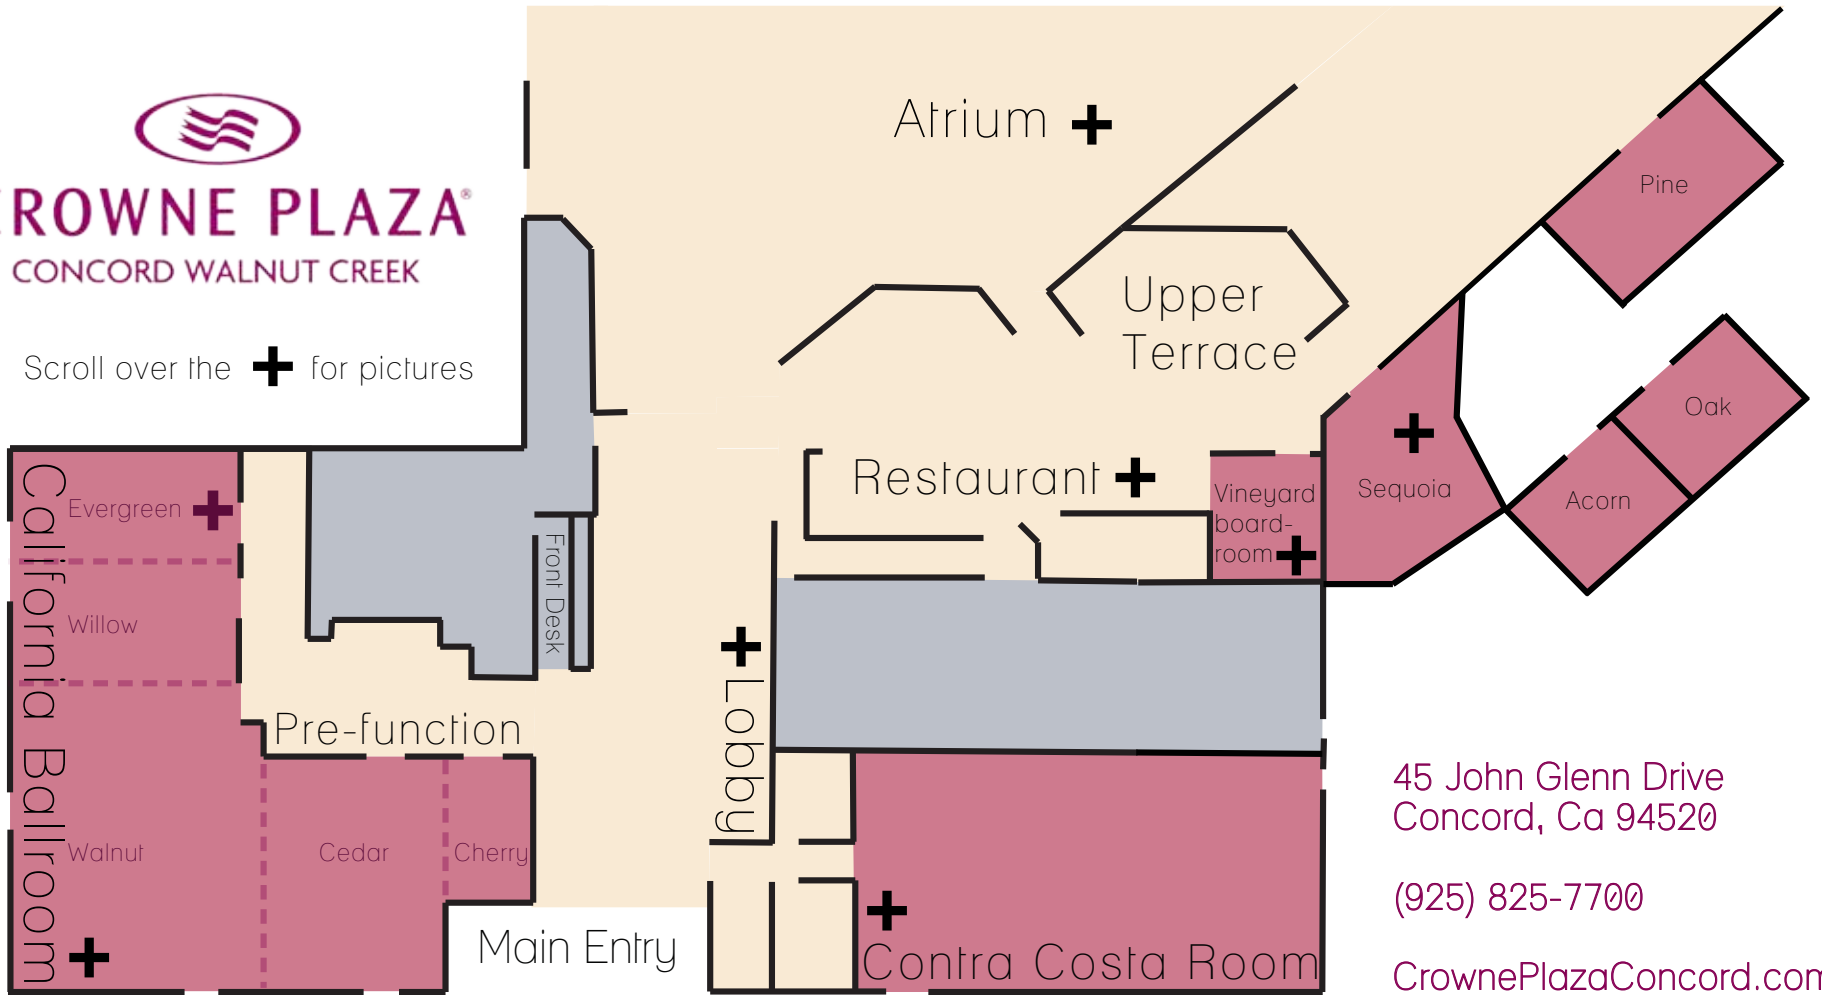 Atrium
Pine
CROWNE PLAZA®
CONCORD WALNUT CREEK
Upper
Terrace
Scroll over the + for pictures
Oak
Restaurant
Vineyard
board-
room
Sequoia
Acorn
California Ballroom
Evergreen
Willow
Front Desk
Lobby
Pre-function
Walnut
Cedar
Cherry
Main Entry
Contra Costa Room
45 John Glenn Drive
Concord, Ca 94520
(925) 825-7700
CrownePlazaConcord.com